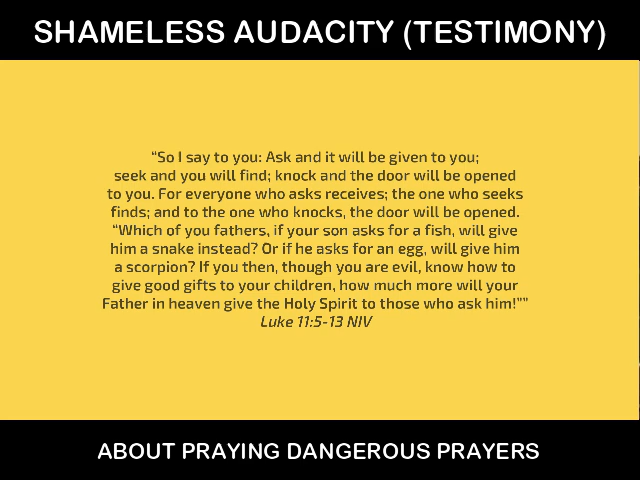 SHAMELESS AUDACITY (TESTIMONY)
“So I say to you: Ask and it will be given to you;
seek and you will find; knock and the door will be opened
to you. For everyone who asks receives; the one who seeks
finds; and to the one who knocks, the door will be opened.
“Which of you fathers, if your son asks for a fish, will give
him a snake instead? Or if he asks for an egg, will give him
a scorpion? If you then, though you are evil, know how to
give good gifts to your children, how much more will your
Father in heaven give the Holy Spirit to those who ask him!””
Luke 11:5-13 NIV
ABOUT PRAYING DANGEROUS PRAYERS